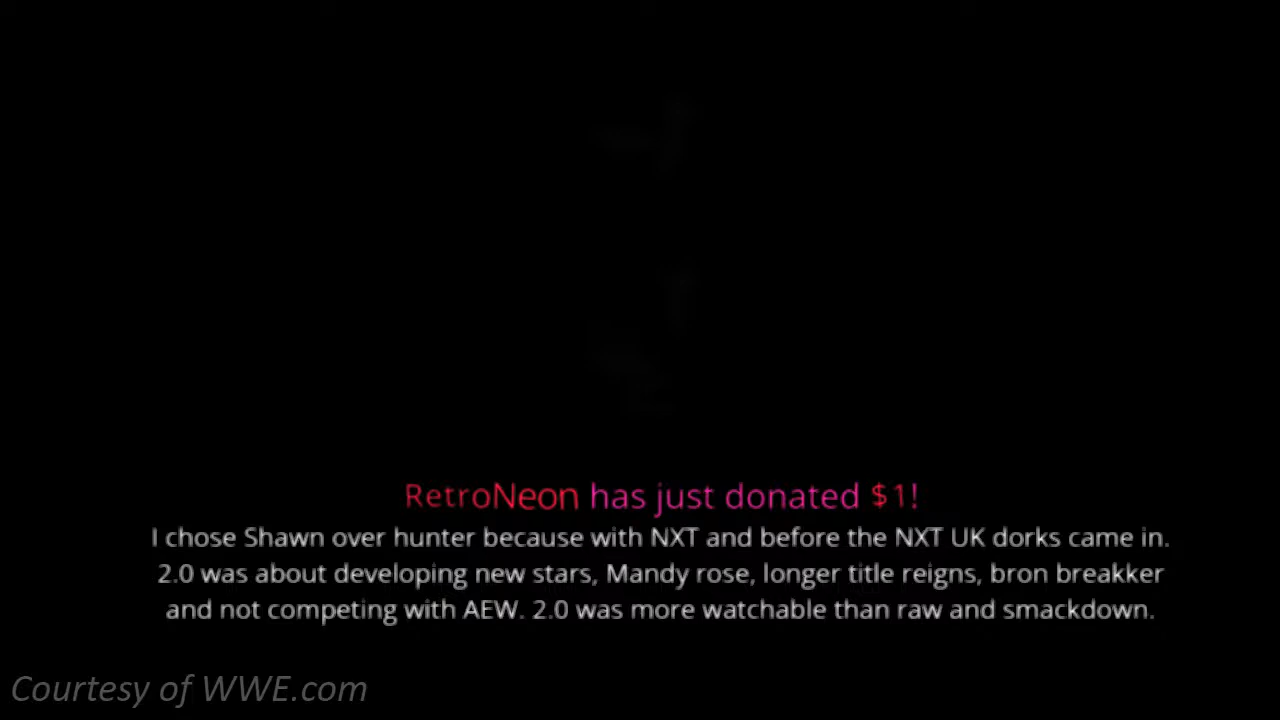 RetroNeon has just donated $1!
I chose Shawn over hunter because with NXT and before the NXT UK dorks came in.
2.0 was about developing new stars, Mandy rose, longer title reigns, bron breakker
and not competing with AEW. 2.0 was more watchable than raw and smackdown.
Courtesy of WWE.com